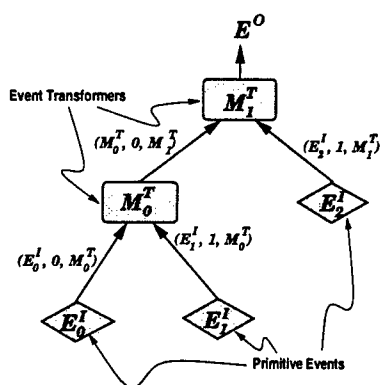 E^O
Event Transformers
M_1^T
(M_0^T, 0, M_1^T)
(E_2^I, 1, M_1^T)
M_0^T
E_2^I
(E_0^I, 0, M_0^T)
(E_1^I, 1, M_0^T)
E_0^I
E_1^I
Primitive Events